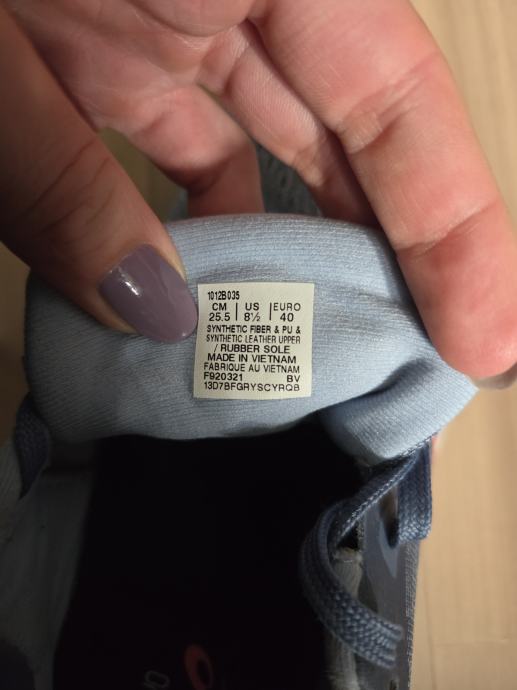 1012B035
CM | US | EURO
25.5 | 8½ | 40
SYNTHETIC FIBER & PU &
SYNTHETIC LEATHER UPPER
/ RUBBER SOLE
MADE IN VIETNAM
FABRIQUE AU VIETNAM
F920321 BV
13D7BFGRYSCYRQB